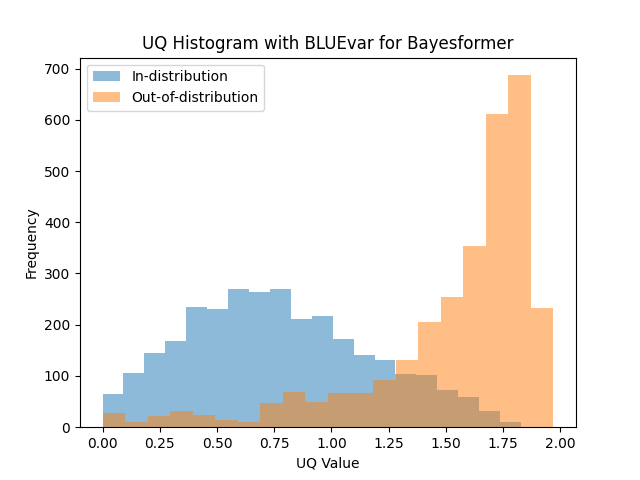 UQ Histogram with BLUEvar for Bayesformer
In-distribution
Out-of-distribution
700
600
500
400
300
200
100
0
Frequency
0.00 0.25 0.50 0.75 1.00 1.25 1.50 1.75 2.00
UQ Value